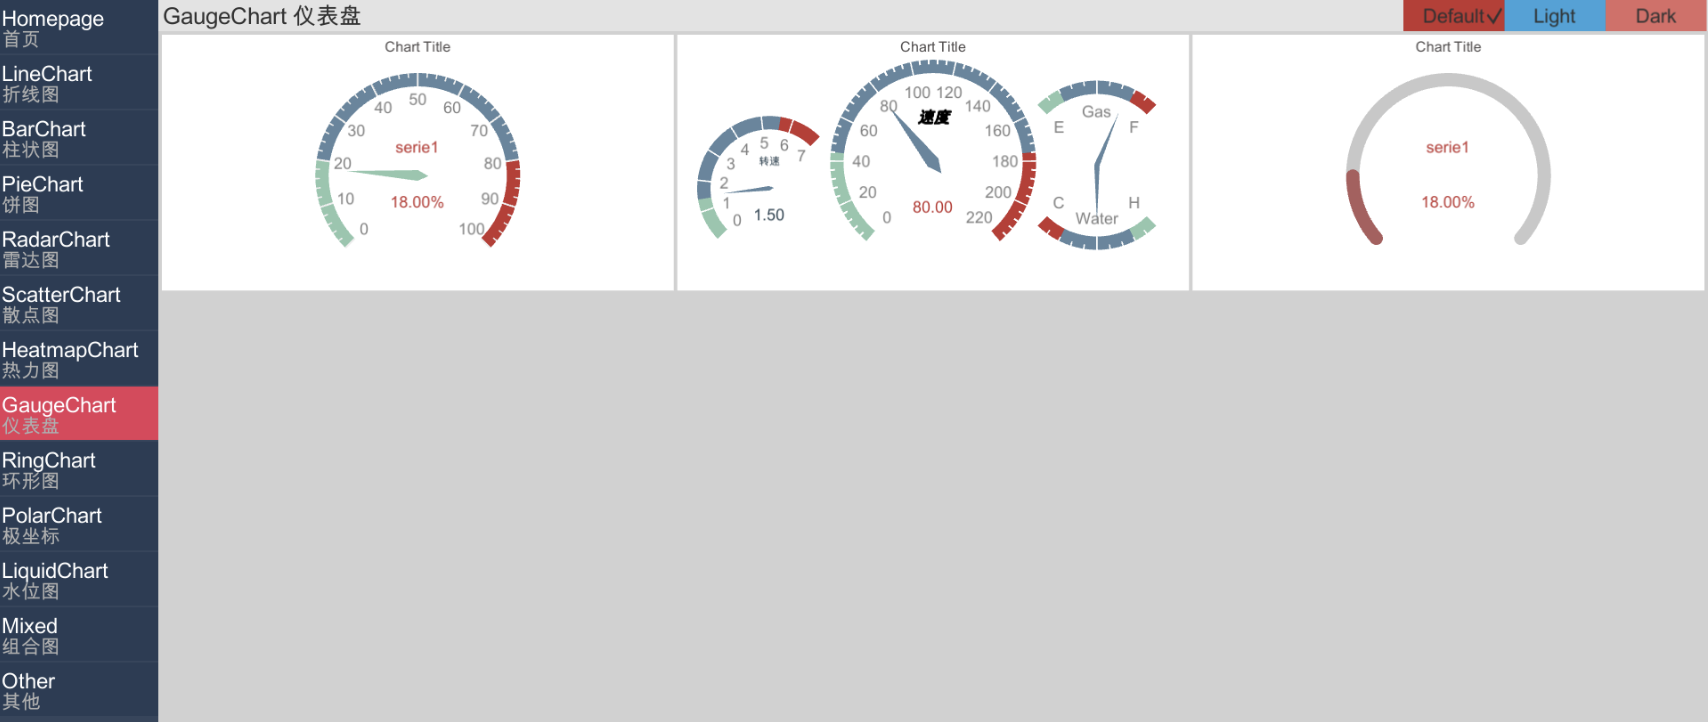 Homepage
首页
LineChart
折线图
BarChart
柱状图
PieChart
饼图
RadarChart
雷达图
ScatterChart
散点图
HeatmapChart
热力图
GaugeChart
仪表盘
RingChart
环形图
PolarChart
极坐标
LiquidChart
水位图
Mixed
组合图
Other
其他
GaugeChart 仪表盘
Default✓ Light Dark
Chart Title
0
10
20
30
40
50
60
70
80
90
100
serie1
18.00%
Chart Title
0
1
2
3
4
5
6
7
转速
1.50
0
20
40
60
80
100
120
140
160
180
200
220
速度
80.00
Gas
E F
C H
Water
Chart Title
serie1
18.00%